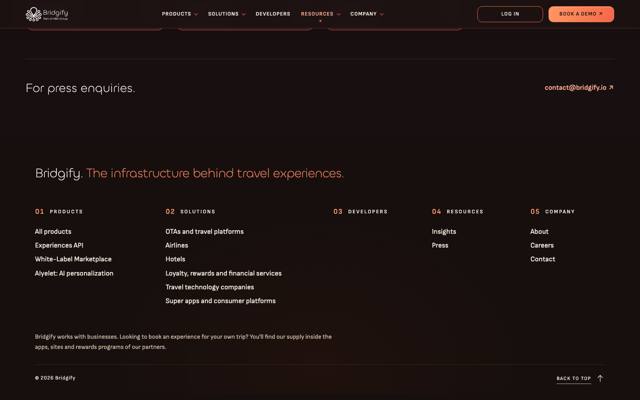 Bridgify
PRODUCTS
SOLUTIONS
DEVELOPERS
RESOURCES
COMPANY
LOG IN
BOOK A DEMO ↗
For press enquiries.
contact@bridgify.io ↗
Bridgify. The infrastructure behind travel experiences.
01 PRODUCTS
All products
Experiences API
White-Label Marketplace
Aiyelet: AI personalization
02 SOLUTIONS
OTAs and travel platforms
Airlines
Hotels
Loyalty, rewards and financial services
Travel technology companies
Super apps and consumer platforms
03 DEVELOPERS
04 RESOURCES
Insights
Press
05 COMPANY
About
Careers
Contact
Bridgify works with businesses. Looking to book an experience for your own trip? You'll find our supply inside the
apps, sites and rewards programs of our partners.
© 2026 Bridgify
BACK TO TOP ↑